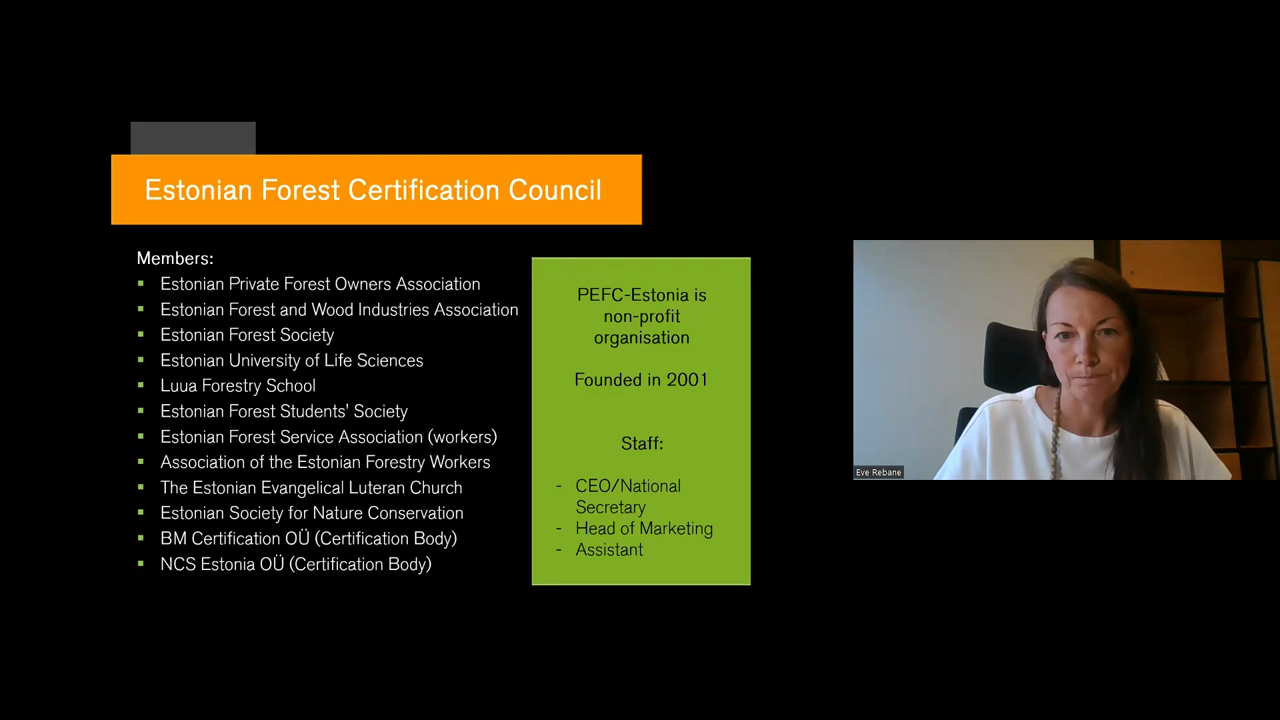 Estonian Forest Certification Council
Members:
▪ Estonian Private Forest Owners Association
▪ Estonian Forest and Wood Industries Association
▪ Estonian Forest Society
▪ Estonian University of Life Sciences
▪ Luua Forestry School
▪ Estonian Forest Students' Society
▪ Estonian Forest Service Association (workers)
▪ Association of the Estonian Forestry Workers
▪ The Estonian Evangelical Luteran Church
▪ Estonian Society for Nature Conservation
▪ BM Certification OÜ (Certification Body)
▪ NCS Estonia OÜ (Certification Body)
PEFC-Estonia is
non-profit
organisation
Founded in 2001
Staff:
- CEO/National
Secretary
- Head of Marketing
- Assistant
Eve Rebane